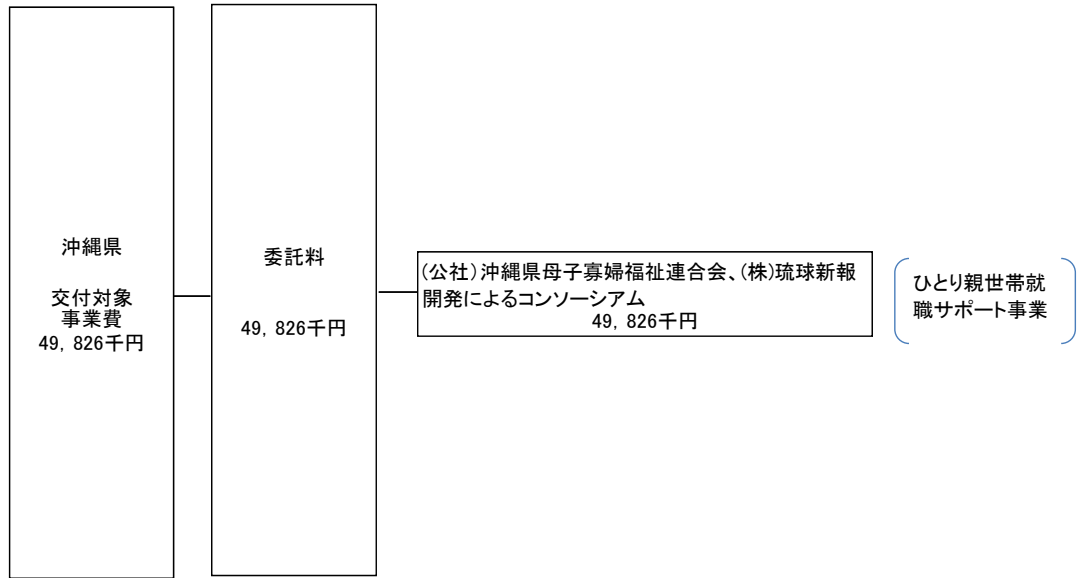 沖縄県
交付対象
事業費
49,826千円
委託料
49,826千円
(公社)沖縄県母子寡婦福祉連合会、(株)琉球新報
開発によるコンソーシアム
49,826千円
ひとり親世帯就
職サポート事業